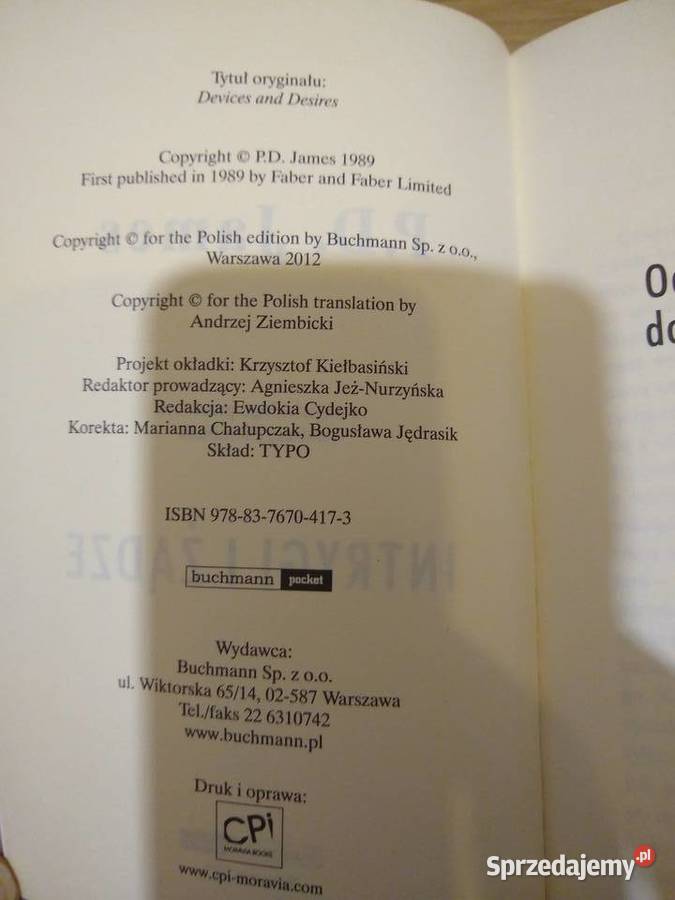 Tytuł oryginału:
Devices and Desires
Copyright © P.D. James 1989
First published in 1989 by Faber and Faber Limited
Copyright © for the Polish edition by Buchmann Sp. z o.o.,
Warszawa 2012
Copyright © for the Polish translation by
Andrzej Ziembicki
Projekt okładki: Krzysztof Kiełbasiński
Redaktor prowadzący: Agnieszka Jeż-Nurzyńska
Redakcja: Ewdokia Cydejko
Korekta: Marianna Chałupczak, Bogusława Jędrasik
Skład: TYPO
ISBN 978-83-7670-417-3
buchmann pocket
Wydawca:
Buchmann Sp. z o.o.
ul. Wiktorska 65/14, 02-587 Warszawa
Tel./faks 22 6310742
www.buchmann.pl
Druk i oprawa:
CPi
MORAVIA BOOKS
www.cpi-moravia.com
Sprzedajemy.pl